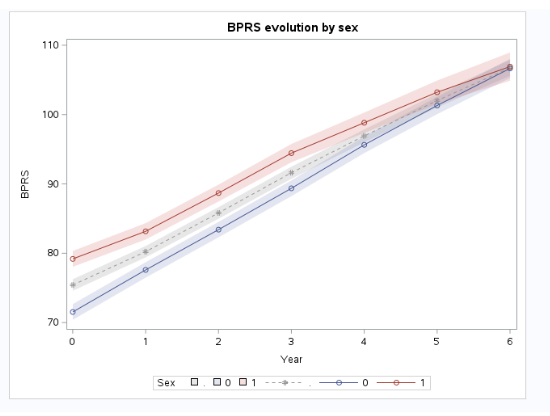 BPRS evolution by sex
110
100
90
80
70
BPRS
0 1 2 3 4 5 6
Year
Sex . 0 1 . 0 1